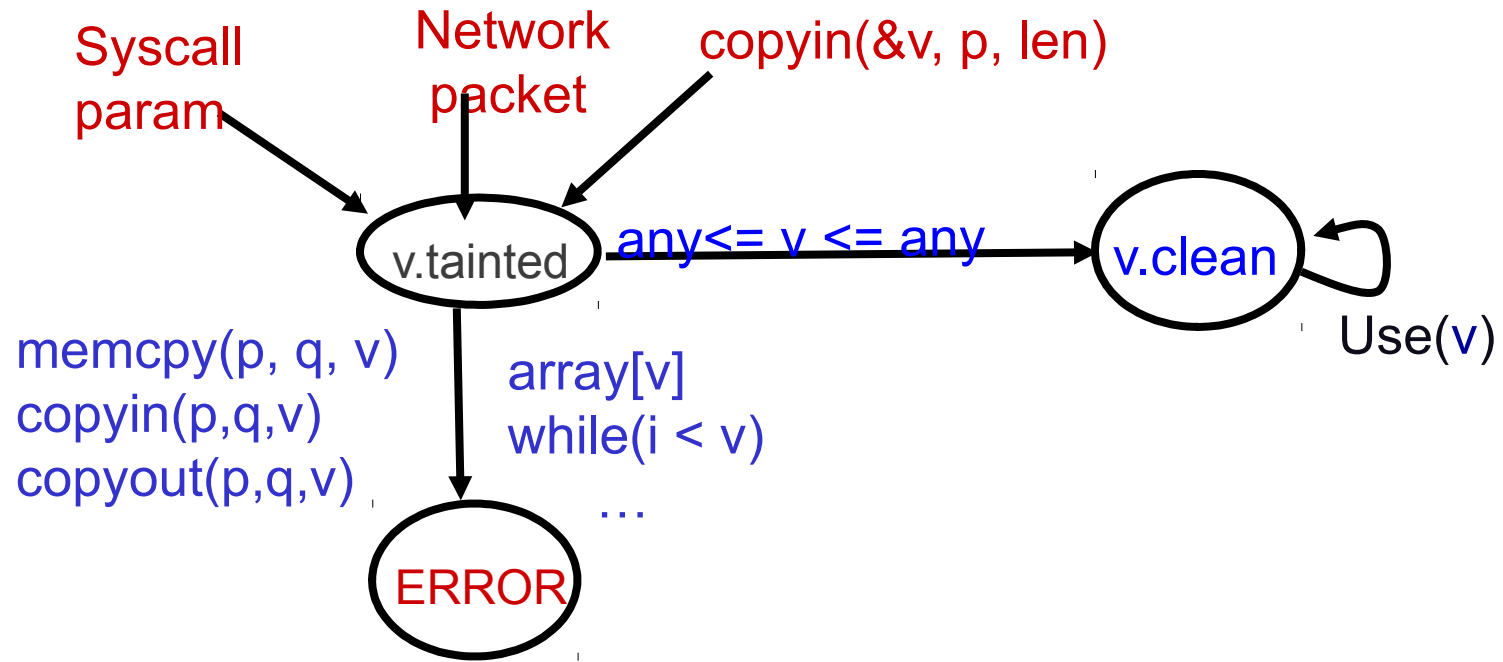 Syscall
param
Network
packet
copyin(&v, p, len)
v.tainted
any<= v <= any
v.clean
Use(v)
memcpy(p, q, v)
copyin(p,q,v)
copyout(p,q,v)
array[v]
while(i < v)
…
ERROR